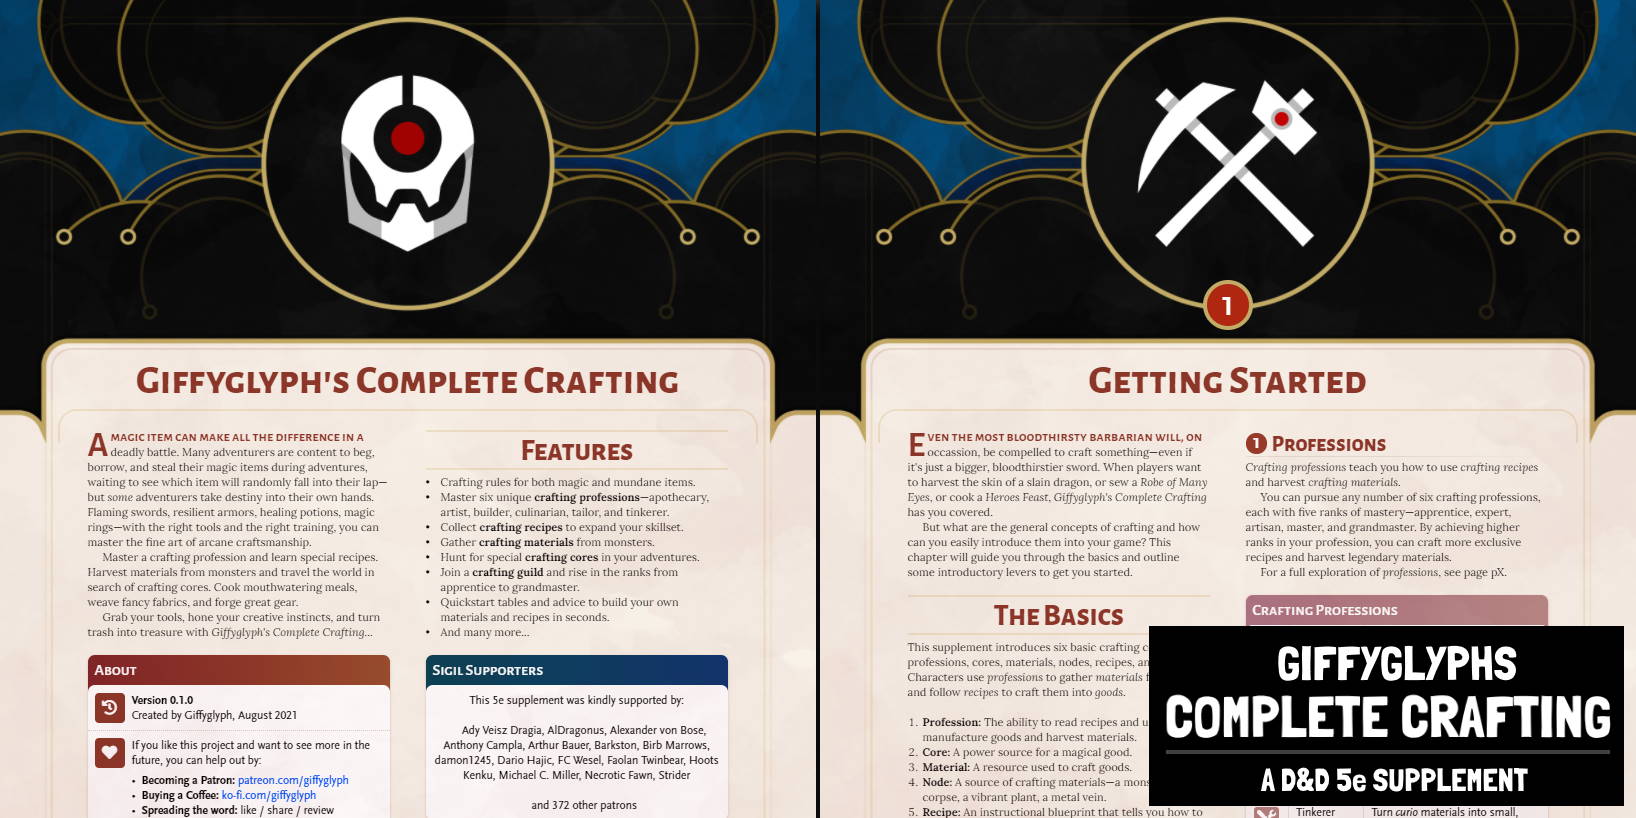 GIFFYGLYPH'S COMPLETE CRAFTING
A MAGIC ITEM CAN MAKE ALL THE DIFFERENCE IN A
deadly battle. Many adventurers are content to beg,
borrow, and steal their magic items during adventures,
waiting to see which item will randomly fall into their lap—
but some adventurers take destiny into their own hands.
Flaming swords, resilient armors, healing potions, magic
rings—with the right tools and the right training, you can
master the fine art of arcane craftsmanship.
Master a crafting profession and learn special recipes.
Harvest materials from monsters and travel the world in
search of crafting cores. Cook mouthwatering meals,
weave fancy fabrics, and forge great gear.
Grab your tools, hone your creative instincts, and turn
trash into treasure with Giffyglyph's Complete Crafting...
ABOUT
Version 0.1.0
Created by Giffyglyph, August 2021
If you like this project and want to see more in the
future, you can help out by:
• Becoming a Patron: patreon.com/giffyglyph
• Buying a Coffee: ko-fi.com/giffyglyph
• Spreading the word: like / share / review
FEATURES
• Crafting rules for both magic and mundane items.
• Master six unique crafting professions—apothecary,
artist, builder, culinarian, tailor, and tinkerer.
• Collect crafting recipes to expand your skillset.
• Gather crafting materials from monsters.
• Hunt for special crafting cores in your adventures.
• Join a crafting guild and rise in the ranks from
apprentice to grandmaster.
• Quickstart tables and advice to build your own
materials and recipes in seconds.
• And many more...
SIGIL SUPPORTERS
This 5e supplement was kindly supported by:
Ady Veisz Dragia, AlDragonus, Alexander von Bose,
Anthony Campla, Arthur Bauer, Barkston, Birb Marrows,
damon1245, Dario Hajic, FC Wesel, Faolan Twinbear, Hoots
Kenku, Michael C. Miller, Necrotic Fawn, Strider
and 372 other patrons
1
GETTING STARTED
EVEN THE MOST BLOODTHIRSTY BARBARIAN WILL, ON
occassion, be compelled to craft something—even if
it's just a bigger, bloodthirstier sword. When players want
to harvest the skin of a slain dragon, or sew a Robe of Many
Eyes, or cook a Heroes Feast, Giffyglyph's Complete Crafting
has you covered.
But what are the general concepts of crafting and how
can you easily introduce them into your game? This
chapter will guide you through the basics and outline
some introductory levers to get you started.
THE BASICS
This supplement introduces six basic crafting c
professions, cores, materials, nodes, recipes, an
Characters use professions to gather materials f
and follow recipes to craft them into goods.
1. Profession: The ability to read recipes and u
manufacture goods and harvest materials.
2. Core: A power source for a magical good.
3. Material: A resource used to craft goods.
4. Node: A source of crafting materials—a mons
corpse, a vibrant plant, a metal vein.
5. Recipe: An instructional blueprint that tells you how to
1 PROFESSIONS
Crafting professions teach you how to use crafting recipes
and harvest crafting materials.
You can pursue any number of six crafting professions,
each with five ranks of mastery—apprentice, expert,
artisan, master, and grandmaster. By achieving higher
ranks in your profession, you can craft more exclusive
recipes and harvest legendary materials.
For a full exploration of professions, see page pX.
CRAFTING PROFESSIONS
Tinkerer Turn curio materials into small,
GIFFYGLYPHS
COMPLETE CRAFTING
A D&D 5e SUPPLEMENT